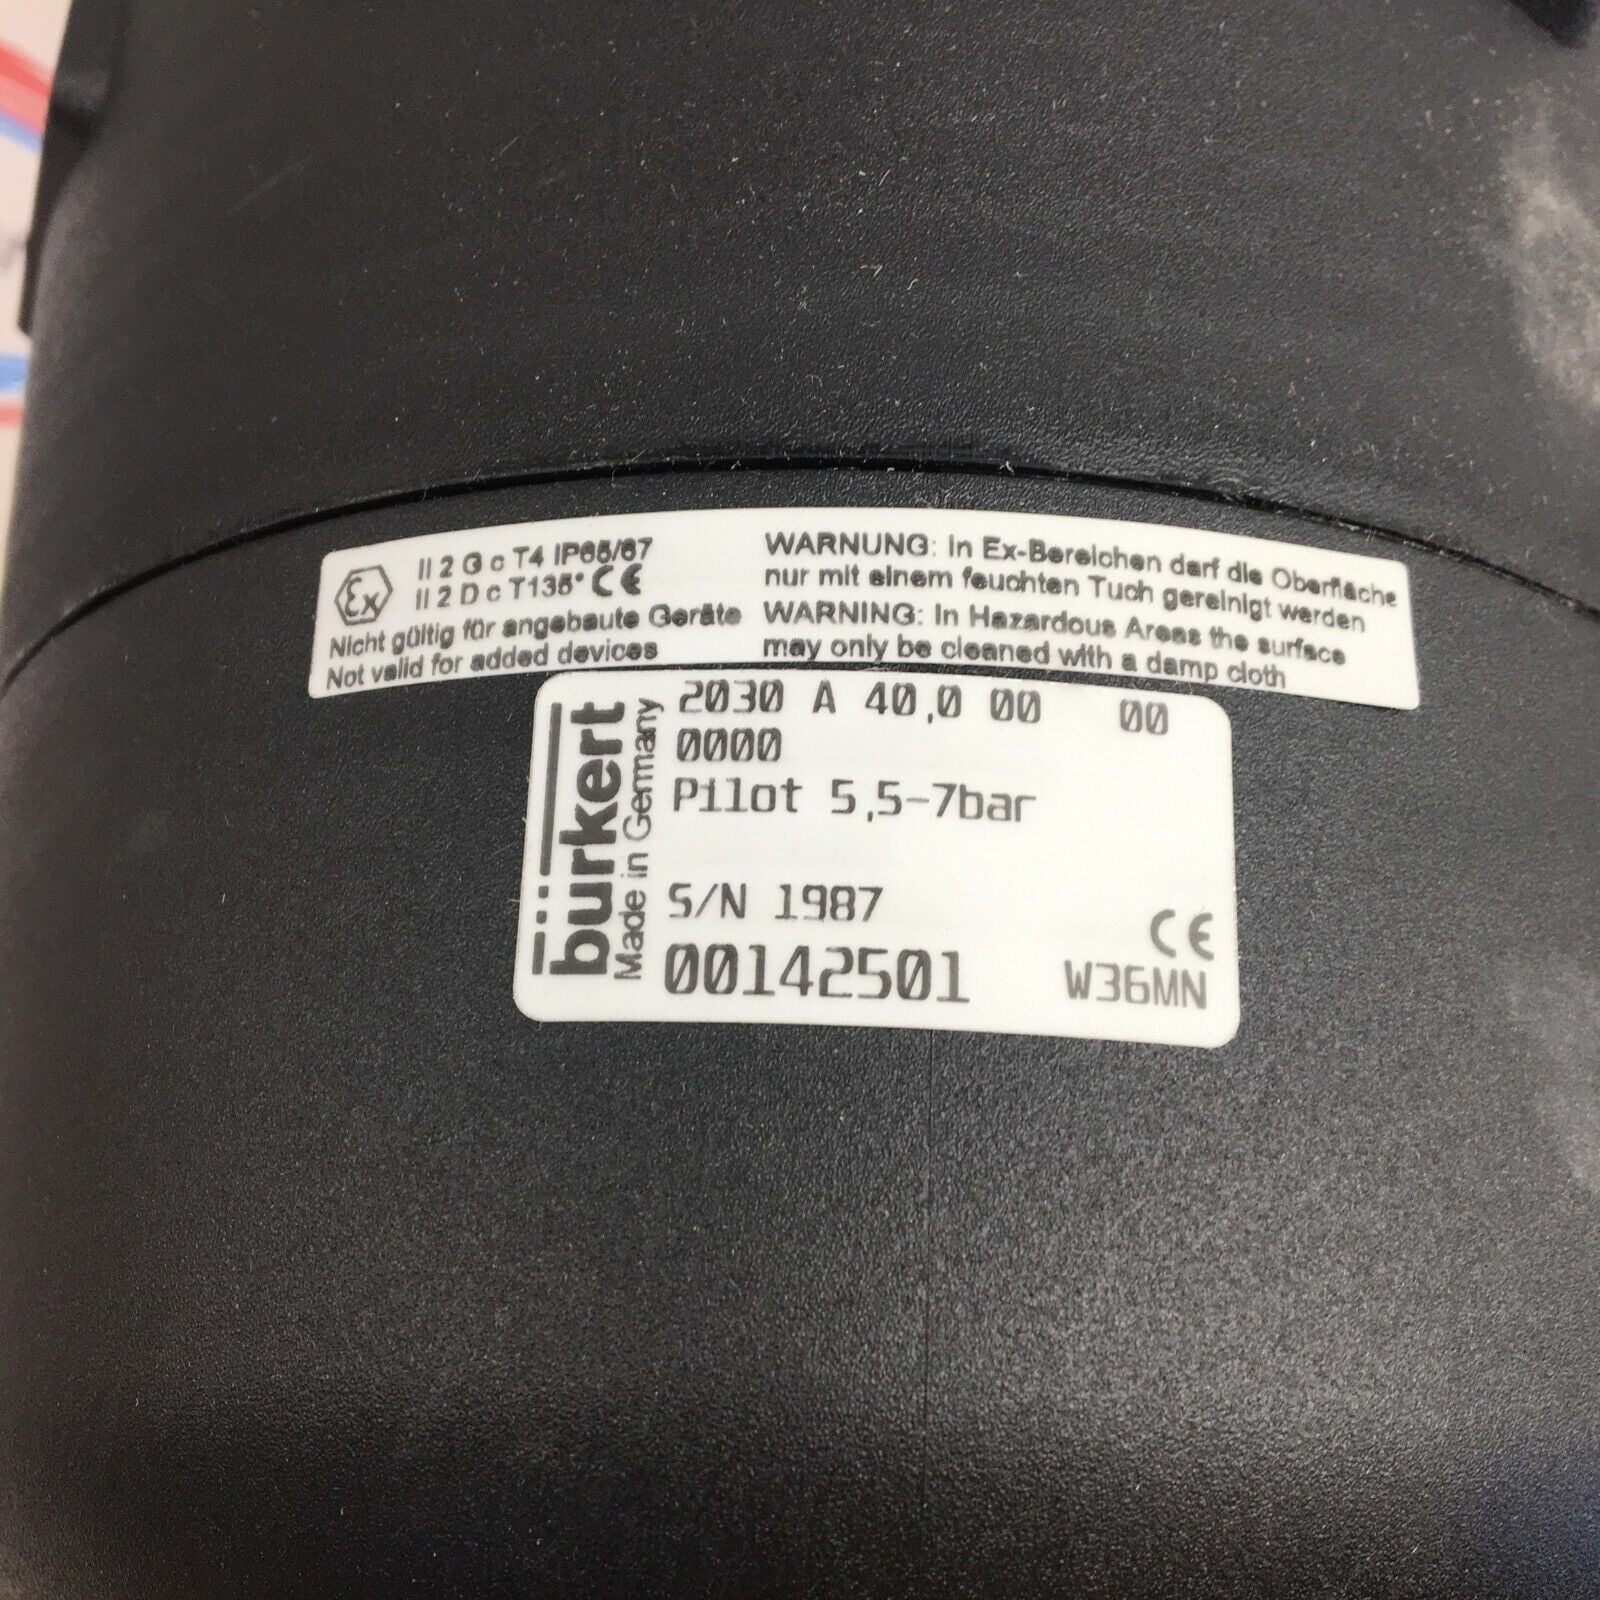 Ex
II 2 G c T4 IP65/67
II 2 D c T135° CE
Nicht gültig für angebaute Geräte
Not valid for added devices
WARNUNG: In Ex-Bereichen darf die Oberfläche
nur mit einem feuchten Tuch gereinigt werden
WARNING: In Hazardous Areas the surface
may only be cleaned with a damp cloth
bürkert
Made in Germany
2030 A 40,0 00 00
0000
Pilot 5,5-7bar
S/N 1987
00142501
CE
W36MN